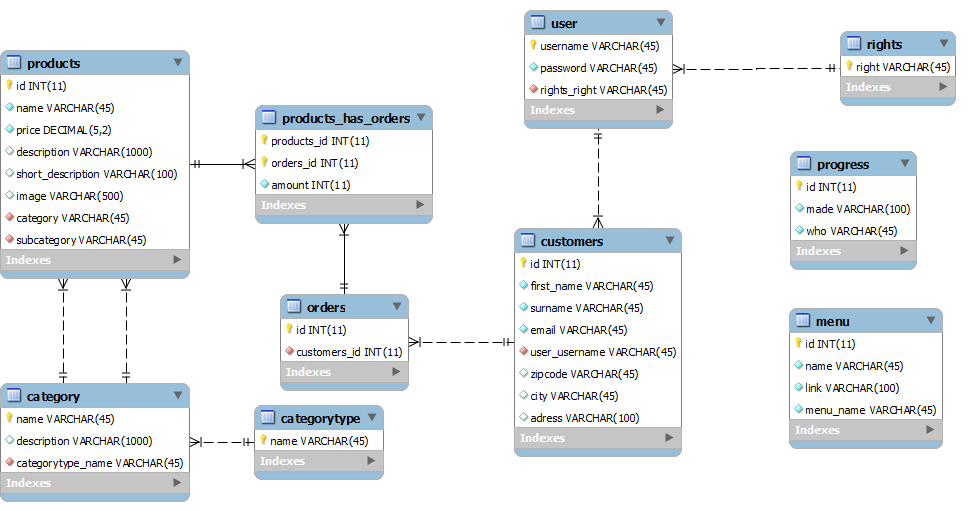 products
id INT(11)
name VARCHAR(45)
price DECIMAL(5,2)
description VARCHAR(1000)
short_description VARCHAR(100)
image VARCHAR(500)
category VARCHAR(45)
subcategory VARCHAR(45)
Indexes
products_has_orders
products_id INT(11)
orders_id INT(11)
amount INT(11)
Indexes
user
username VARCHAR(45)
password VARCHAR(45)
rights_right VARCHAR(45)
Indexes
rights
right VARCHAR(45)
Indexes
progress
id INT(11)
made VARCHAR(100)
who VARCHAR(45)
Indexes
customers
id INT(11)
first_name VARCHAR(45)
surname VARCHAR(45)
email VARCHAR(45)
user_username VARCHAR(45)
zipcode VARCHAR(45)
city VARCHAR(45)
adress VARCHAR(100)
Indexes
orders
id INT(11)
customers_id INT(11)
Indexes
menu
id INT(11)
name VARCHAR(45)
link VARCHAR(100)
menu_name VARCHAR(45)
Indexes
category
name VARCHAR(45)
description VARCHAR(1000)
categorytype_name VARCHAR(45)
Indexes
categorytype
name VARCHAR(45)
Indexes